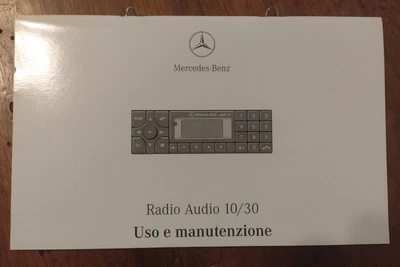 Mercedes-Benz
Radio Audio 10/30
Uso e manutenzione